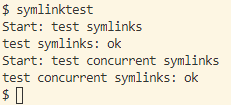 $ symlinktest
Start: test symlinks
test symlinks: ok
Start: test concurrent symlinks
test concurrent symlinks: ok
$